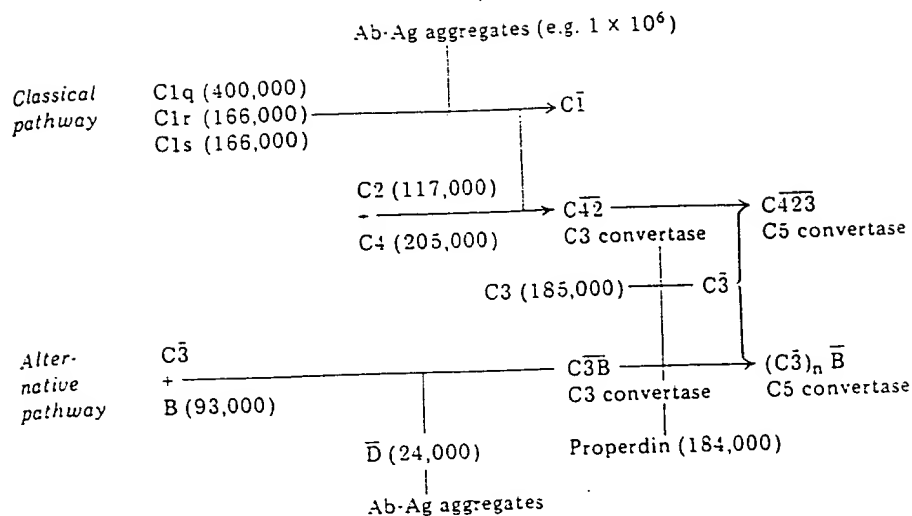 Ab-Ag aggregates (e.g. 1 × 10⁶)
Classical
pathway
C1q (400,000)
C1r (166,000)
C1s (166,000)
C1̄
C2 (117,000)
+
C4 (205,000)
C4̅2̅
C3 convertase
C4̅2̅3̅
C5 convertase
C3 (185,000)
C3̄
Alter-
native
pathway
C3̄
+
B (93,000)
C3̅B̅
C3 convertase
(C3̄)ₙ B̄
C5 convertase
D̄ (24,000)
Properdin (184,000)
Ab-Ag aggregates